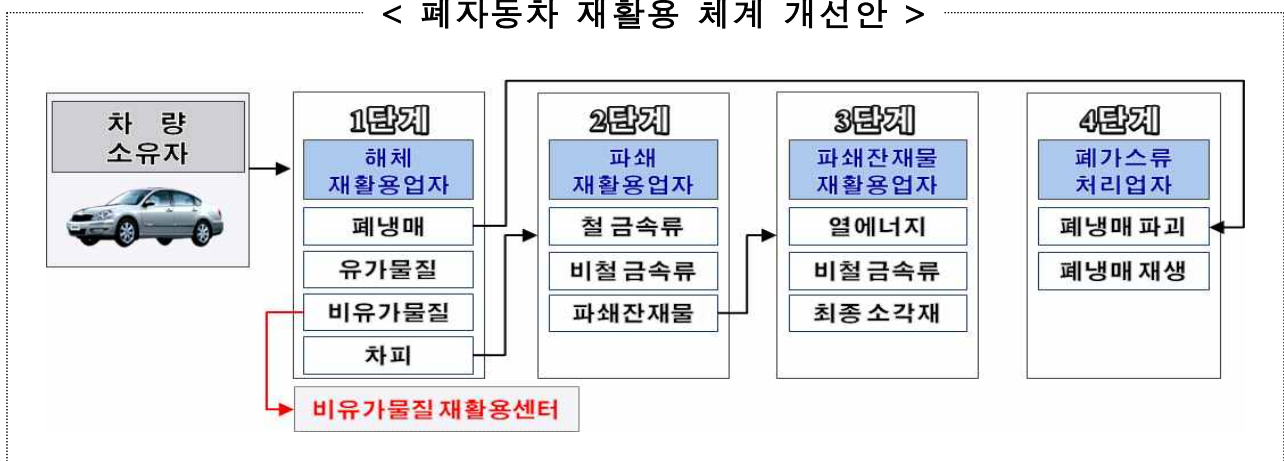 < 폐자동차 재활용 체계 개선안 >
차 량
소유자
1단계
해체
재활용업자
폐냉매
유가물질
비유가물질
차피
비유가물질 재활용센터
2단계
파쇄
재활용업자
철 금속류
비철 금속류
파쇄잔재물
3단계
파쇄잔재물
재활용업자
열에너지
비철 금속류
최종 소각재
4단계
폐가스류
처리업자
폐냉매 파괴
폐냉매 재생